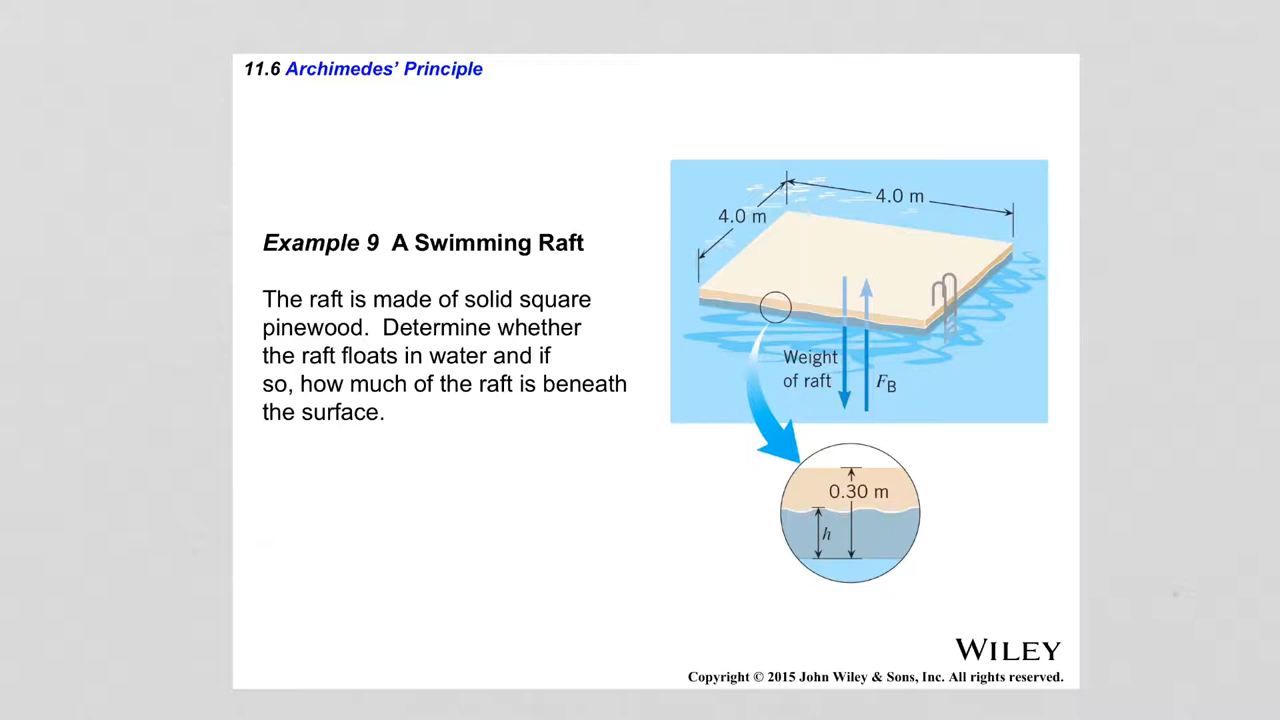 11.6 Archimedes’ Principle
Example 9 A Swimming Raft
The raft is made of solid square
pinewood. Determine whether
the raft floats in water and if
so, how much of the raft is beneath
the surface.
4.0 m
4.0 m
Weight
of raft
FB
0.30 m
h
WILEY
Copyright © 2015 John Wiley & Sons, Inc. All rights reserved.